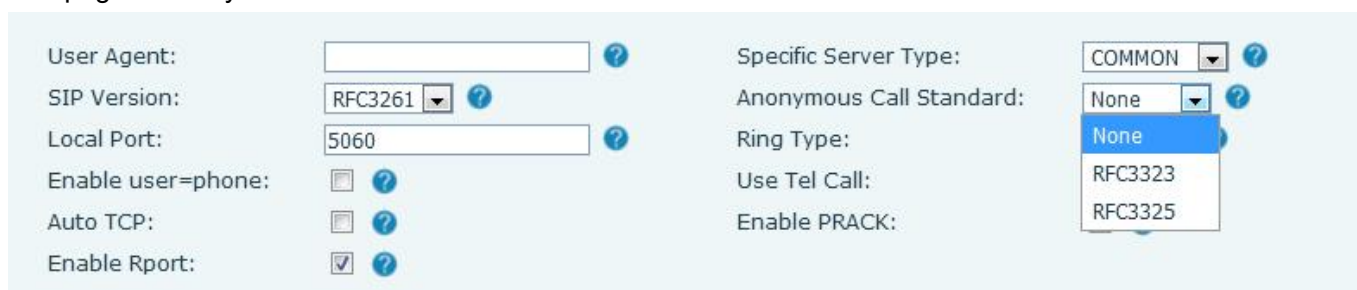 User Agent:
Specific Server Type: COMMON
SIP Version: RFC3261
Anonymous Call Standard: None
Local Port: 5060
Ring Type: None
Enable user=phone:
Use Tel Call: RFC3323
Auto TCP:
Enable PRACK: RFC3325
Enable Rport: